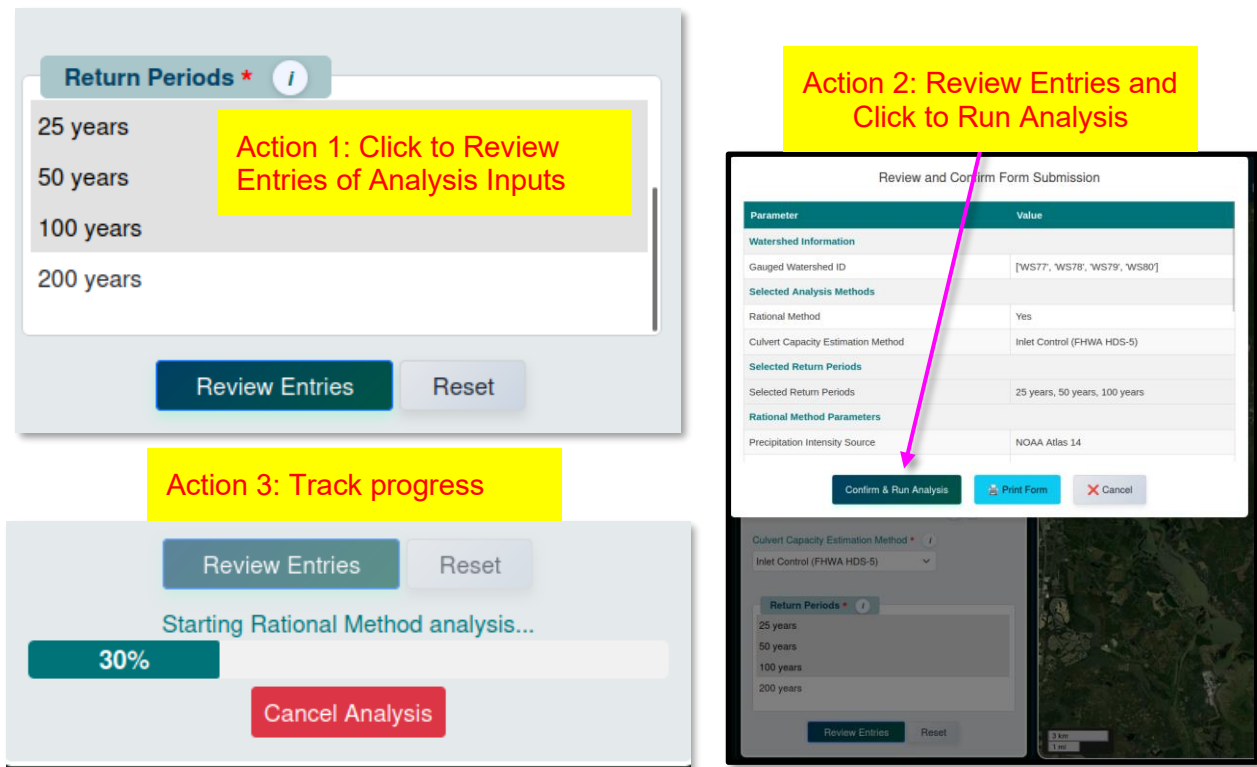 Return Periods * i
25 years
50 years
100 years
200 years
Action 1: Click to Review
Entries of Analysis Inputs
Review Entries
Reset
Action 2: Review Entries and
Click to Run Analysis
Review and Confirm Form Submission
Parameter Value
Watershed Information
Gauged Watershed ID ['WS77', 'WS78', 'WS79', 'WS80']
Selected Analysis Methods
Rational Method Yes
Culvert Capacity Estimation Method Inlet Control (FHWA HDS-5)
Selected Return Periods
Selected Return Periods 25 years, 50 years, 100 years
Rational Method Parameters
Precipitation Intensity Source NOAA Atlas 14
Confirm & Run Analysis
Print Form
Cancel
Culvert Capacity Estimation Method * i
Inlet Control (FHWA HDS-5)
Return Periods * i
25 years
50 years
100 years
200 years
Review Entries
Reset
3 km
1 mi
Action 3: Track progress
Review Entries
Reset
Starting Rational Method analysis...
30%
Cancel Analysis